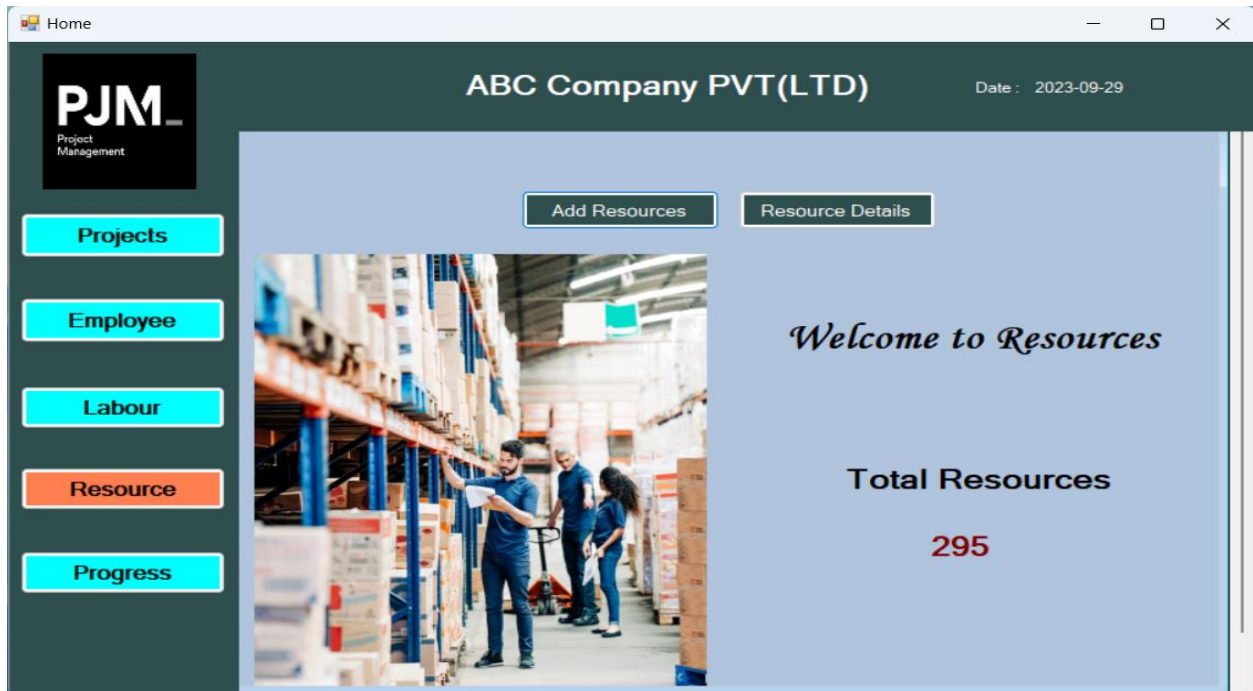 Home
PJM_
Project
Management
ABC Company PVT(LTD)
Date : 2023-09-29
Add Resources
Resource Details
Projects
Employee
Labour
Resource
Progress
Welcome to Resources
Total Resources
295